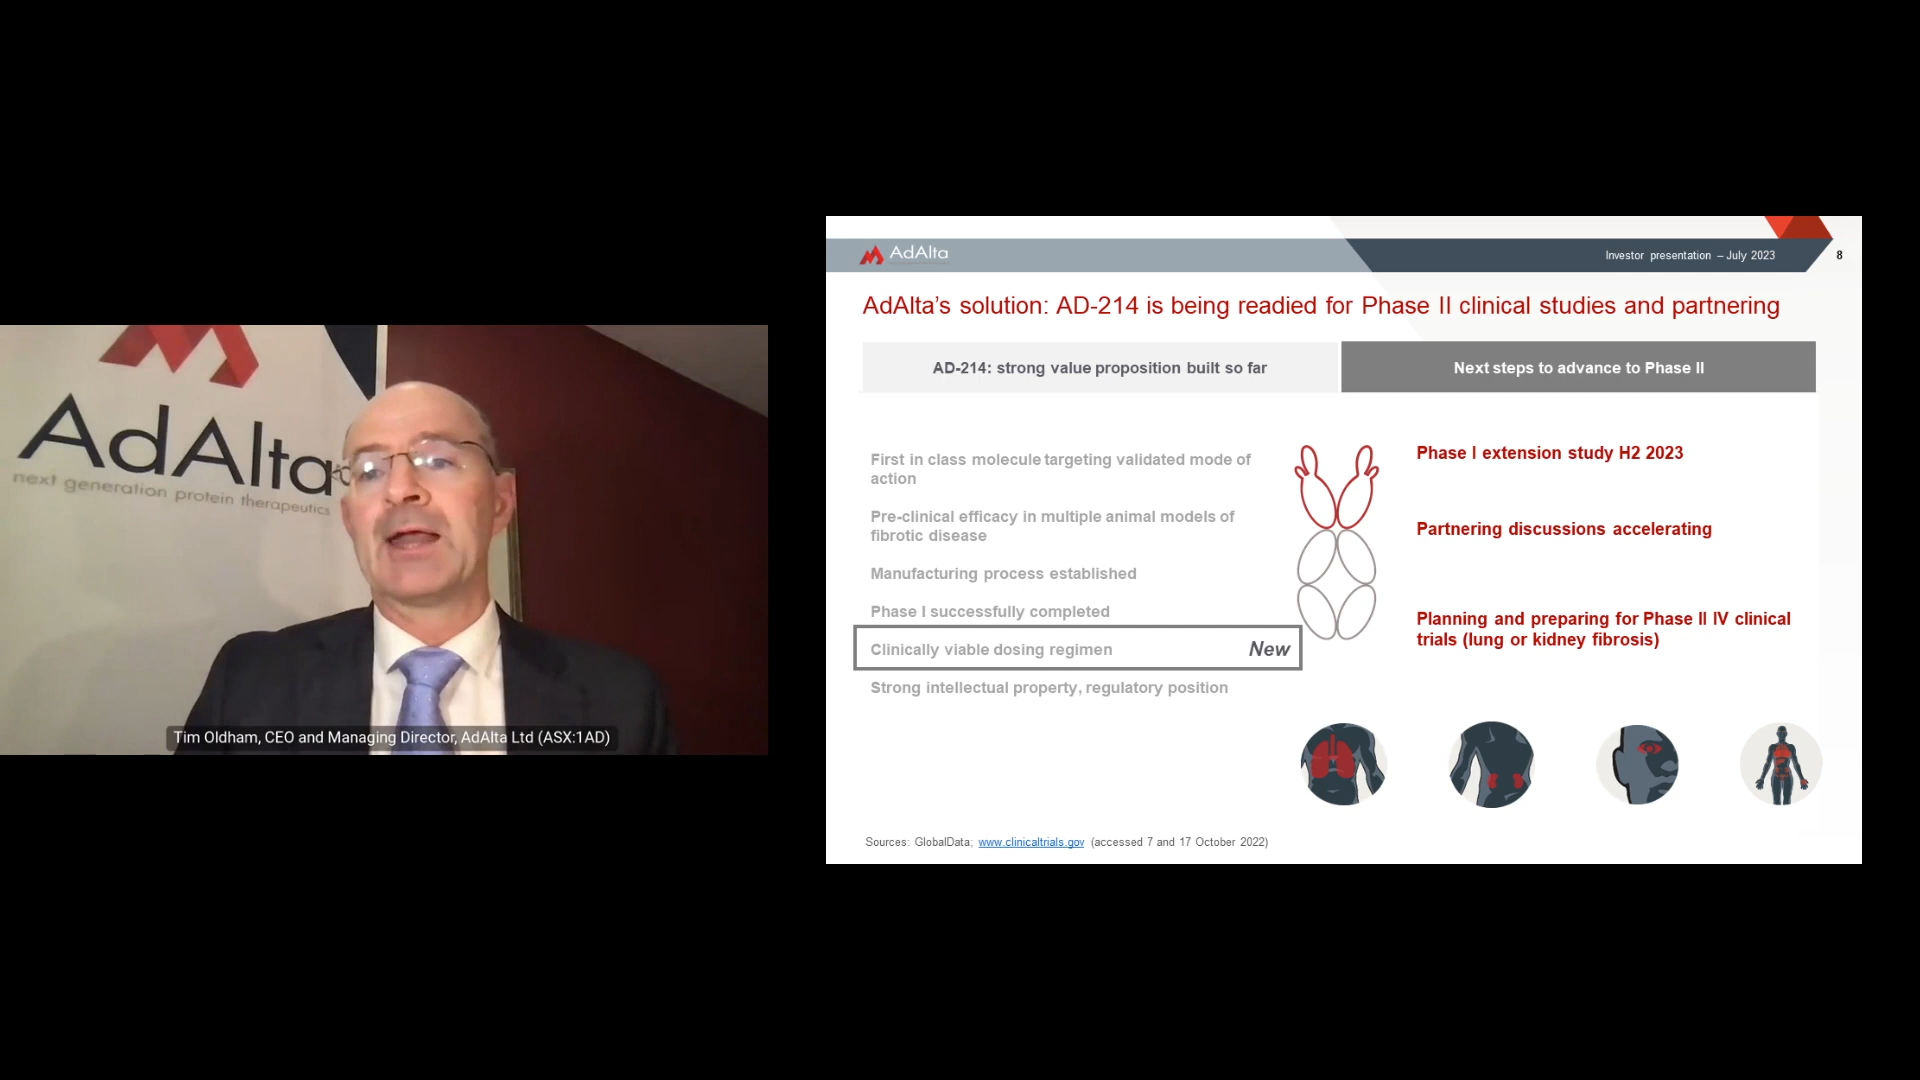 AdAlta
next generation protein therapeutics
Tim Oldham, CEO and Managing Director, AdAlta Ltd (ASX:1AD)
AdAlta
Investor presentation – July 2023
8
AdAlta’s solution: AD-214 is being readied for Phase II clinical studies and partnering
AD-214: strong value proposition built so far
First in class molecule targeting validated mode of
action
Pre-clinical efficacy in multiple animal models of
fibrotic disease
Manufacturing process established
Phase I successfully completed
Clinically viable dosing regimen New
Strong intellectual property, regulatory position
Next steps to advance to Phase II
Phase I extension study H2 2023
Partnering discussions accelerating
Planning and preparing for Phase II IV clinical
trials (lung or kidney fibrosis)
Sources: GlobalData; www.clinicaltrials.gov (accessed 7 and 17 October 2022)